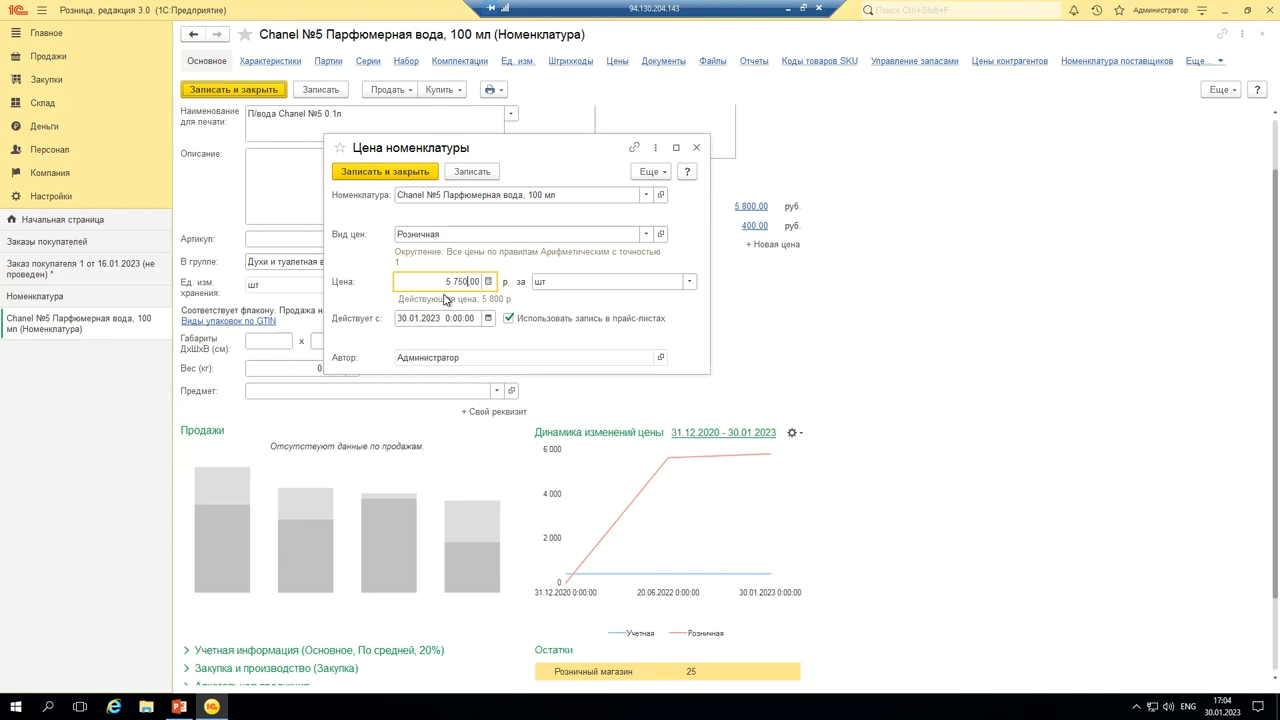 Розница, редакция 3.0 (1С:Предприятие)
94.130.204.143
Поиск Ctrl+Shift+F
Администратор
Главное
Продажи
Закупки
Склад
Деньги
Персонал
Компания
Настройки
Начальная страница
Заказы покупателей
Заказ покупателя 1 от 16.01.2023 (не
проведен) *
Номенклатура
Chanel №5 Парфюмерная вода, 100
мл (Номенклатура)
Chanel №5 Парфюмерная вода, 100 мл (Номенклатура)
Основное Характеристики Партии Серии Набор Комплектации Ед. изм. Штрихкоды Цены Документы Файлы Отчеты Коды товаров SKU Управление запасами Цены контрагентов Номенклатура поставщиков Еще...
Записать и закрыть Записать Продать Купить Еще ?
Наименование
для печати:
П/вода Chanel №5 0.1л
Описание:
Артикул:
В группе: Духи и туалетная в
Ед. изм.
хранения:
шт
Соответствует флакону. Продажа н
Виды упаковок по GTIN
Габариты
ДхШхВ (см):
x
Вес (кг): 0,
Предмет:
+ Свой реквизит
5 800,00 руб.
400,00 руб.
+ Новая цена
Цена номенклатуры
Записать и закрыть Записать Еще ?
Номенклатура: Chanel №5 Парфюмерная вода, 100 мл
Вид цен: Розничная
Округление: Все цены по правилам Арифметическим с точностью
1
Цена: 5 750,00 р. за шт
Действующая цена: 5 800 р.
Действует с: 30.01.2023 0:00:00 Использовать запись в прайс-листах
Автор: Администратор
Продажи
Отсутствуют данные по продажам.
Динамика изменений цены 31.12.2020 - 30.01.2023
6 000
4 000
2 000
0
31.12.2020 0:00:00 20.06.2022 0:00:00 30.01.2023 0:00:00
Учетная Розничная
Учетная информация (Основное, По средней, 20%)
Закупка и производство (Закупка)
Алкогольная продукция
Остатки
Розничный магазин 25
ENG
17:04
30.01.2023